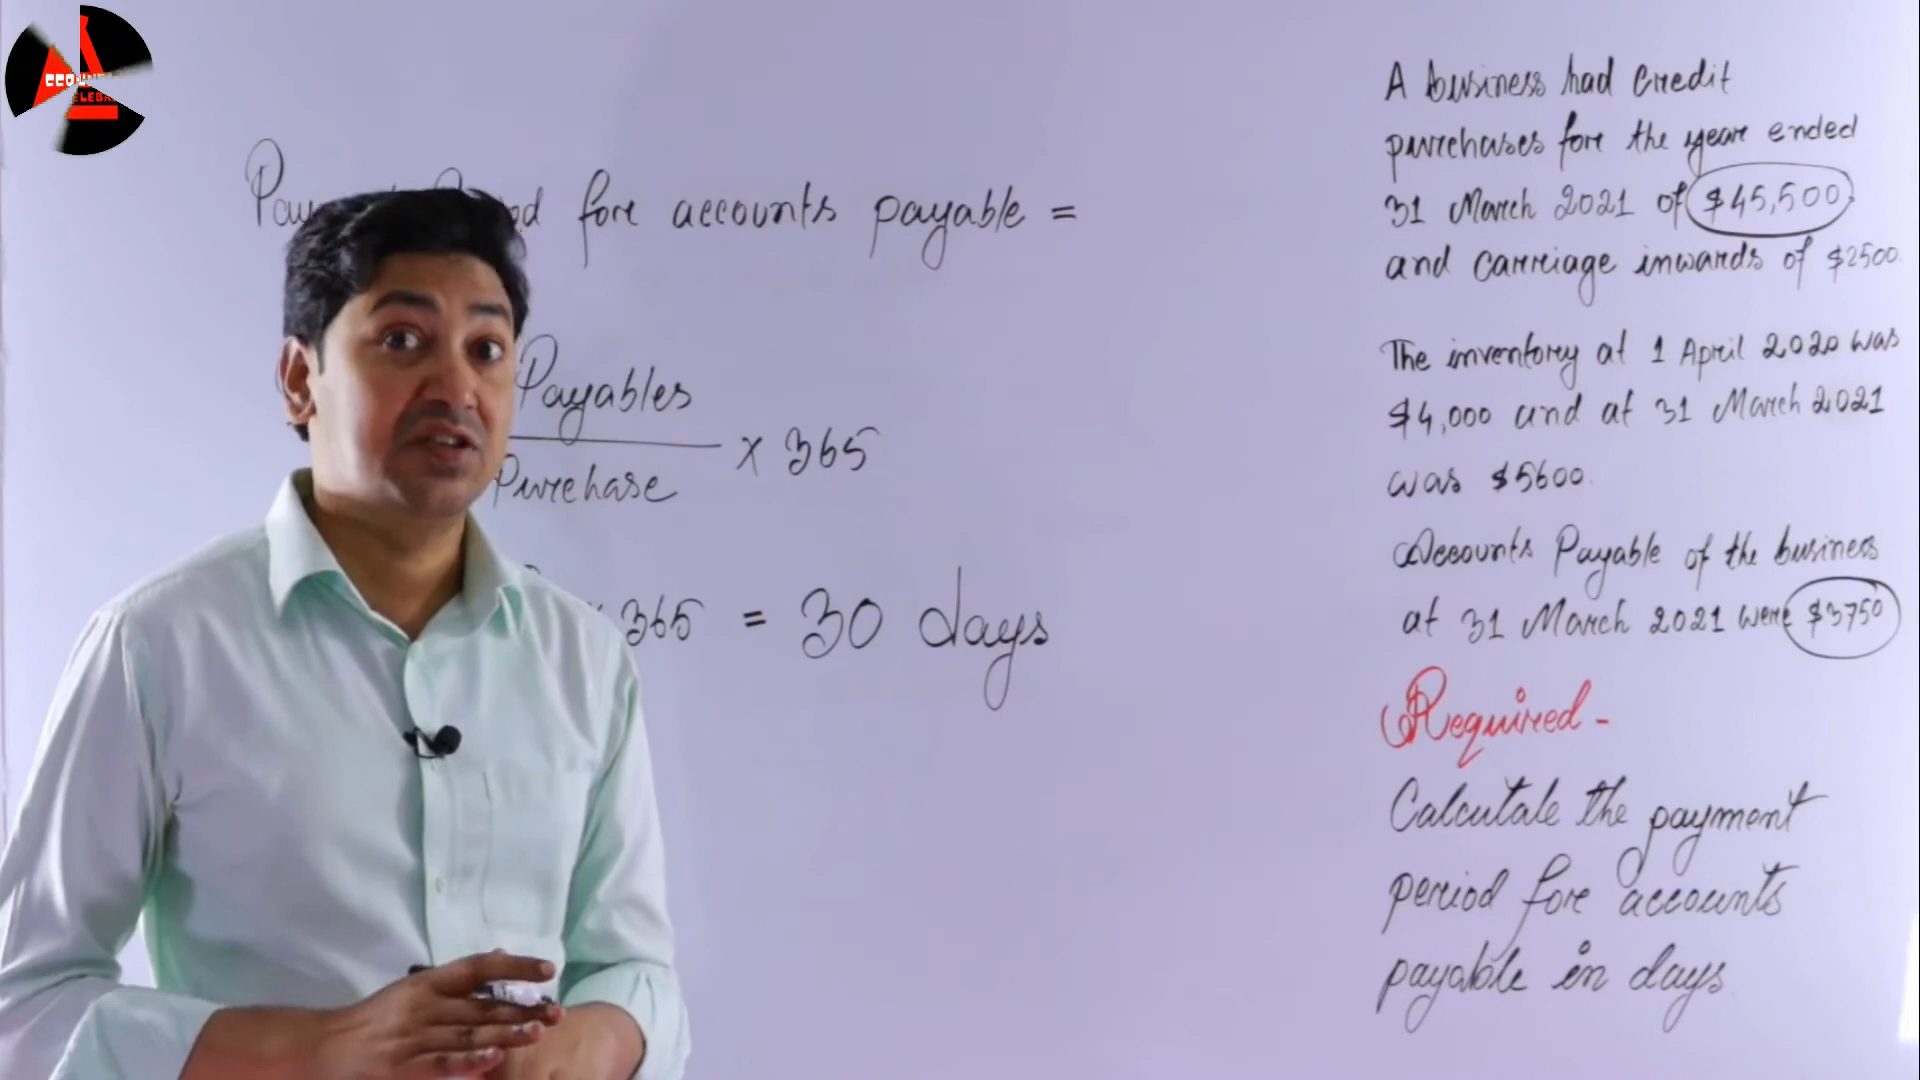 for accounts payable =
Payables
Purchase
x 365
365 = 30 days
A business had credit
purchases for the year ended
31 March 2021 of $45,500
and carriage inwards of $2500.
The inventory at 1 April 2020 was
$4,000 and at 31 March 2021
was $5600.
Accounts Payable of the business
at 31 March 2021 were $3750
Required -
Calcutale the payment
period for accounts
payable in days